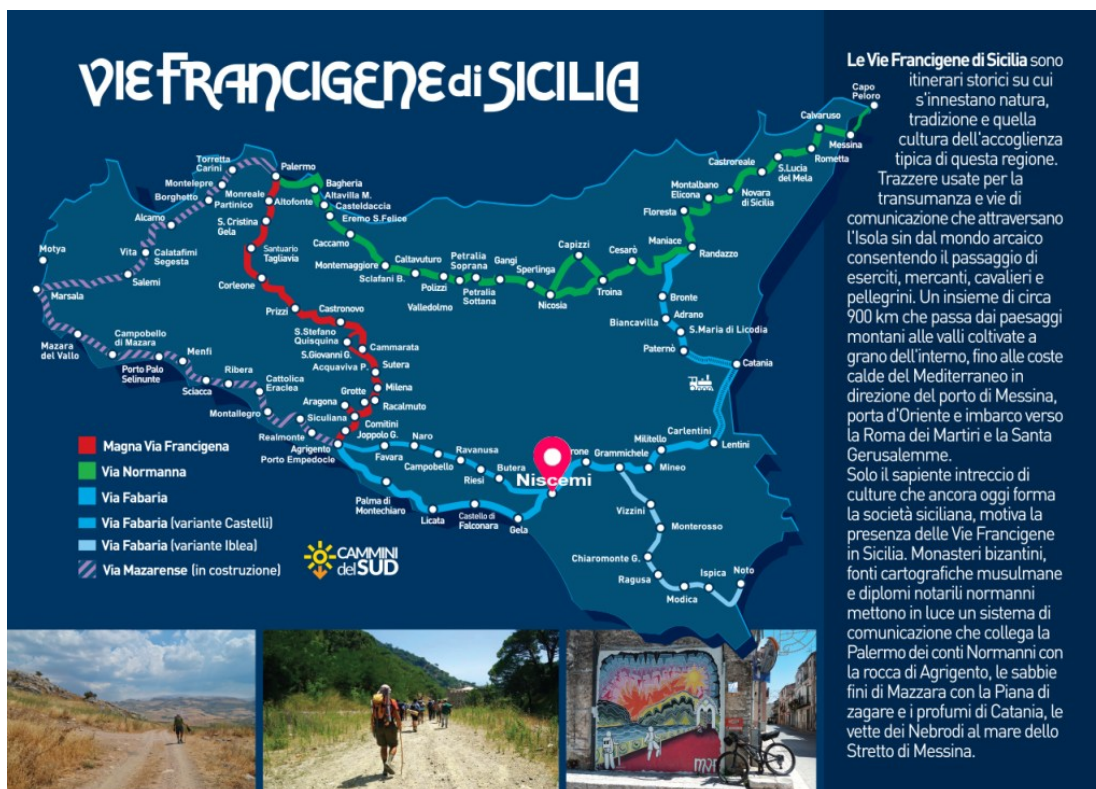 VIE FRANCIGENE di SICILIA
Capo
Peloro
Calvaruso
Messina
Rometta
Castroreale
S.Lucia
del Mela
Montalbano
Elicona
Novara
di Sicilia
Floresta
Maniace
Randazzo
Torretta
Carini
Palermo
Montelepre
Monreale
Borghetto
Partinico
Altofonte
Bagheria
Altavilla M.
Casteldaccia
Eremo S.Felice
Alcamo
S. Cristina
Gela
Caccamo
Motya
Vita
Calatafimi
Segesta
Santuario
Tagliavia
Montemaggiore
Sclafani B.
Caltavuturo
Polizzi
Valledolmo
Petralia
Soprana
Petralia
Sottana
Gangi
Sperlinga
Nicosia
Capizzi
Troina
Cesarò
Marsala
Salemi
Corleone
Prizzi
Castronovo
Bronte
Adrano
Biancavilla
S.Maria di Licodia
Paternò
Catania
Mazara
del Vallo
Campobello
di Mazara
Porto Palo
Selinunte
Menfi
Sciacca
Ribera
Cattolica
Eraclea
Montallegro
Siculiana
Realmonte
S.Stefano
Quisquina
S.Giovanni G.
Acquaviva P.
Cammarata
Sutera
Milena
Grotte
Racalmuto
Aragona
Comitini
Joppolo G.
Agrigento
Porto Empedocle
Favara
Naro
Campobello
Ravanusa
Riesi
Butera
Niscemi
rone
Grammichele
Mineo
Militello
Carlentini
Lentini
Palma di
Montechiaro
Licata
Castello di
Falconara
Gela
Vizzini
Monterosso
Chiaromonte G.
Ragusa
Modica
Ispica
Noto
Magna Via Francigena
Via Normanna
Via Fabaria
Via Fabaria (variante Castelli)
Via Fabaria (variante Iblea)
Via Mazarense (in costruzione)
CAMMINI
del SUD
Le Vie Francigene di Sicilia sono
itinerari storici su cui
s'innestano natura,
tradizione e quella
cultura dell'accoglienza
tipica di questa regione.
Trazzere usate per la
transumanza e vie di
comunicazione che attraversano
l'Isola sin dal mondo arcaico
consentendo il passaggio di
eserciti, mercanti, cavalieri e
pellegrini. Un insieme di circa
900 km che passa dai paesaggi
montani alle valli coltivate a
grano dell'interno, fino alle coste
calde del Mediterraneo in
direzione del porto di Messina,
porta d'Oriente e imbarco verso
la Roma dei Martiri e la Santa
Gerusalemme.
Solo il sapiente intreccio di
culture che ancora oggi forma
la società siciliana, motiva la
presenza delle Vie Francigene
in Sicilia. Monasteri bizantini,
fonti cartografiche musulmane
e diplomi notarili normanni
mettono in luce un sistema di
comunicazione che collega la
Palermo dei conti Normanni con
la rocca di Agrigento, le sabbie
fini di Mazzara con la Piana di
zagare e i profumi di Catania, le
vette dei Nebrodi al mare dello
Stretto di Messina.